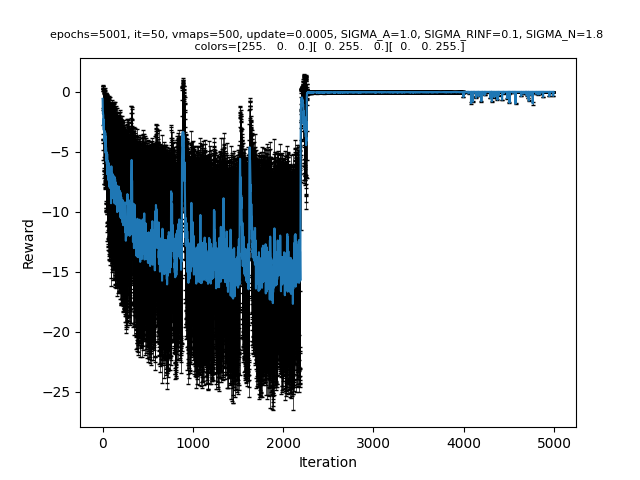 epochs=5001, it=50, vmaps=500, update=0.0005, SIGMA_A=1.0, SIGMA_RINF=0.1, SIGMA_N=1.8
colors=[255.   0.   0.][  0. 255.   0.][  0.   0. 255.]
0
−5
−10
−15
−20
−25
Reward
0 1000 2000 3000 4000 5000
Iteration